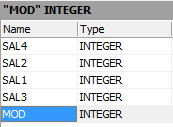 "MOD" INTEGER
Name Type
SAL4 INTEGER
SAL2 INTEGER
SAL1 INTEGER
SAL3 INTEGER
MOD INTEGER